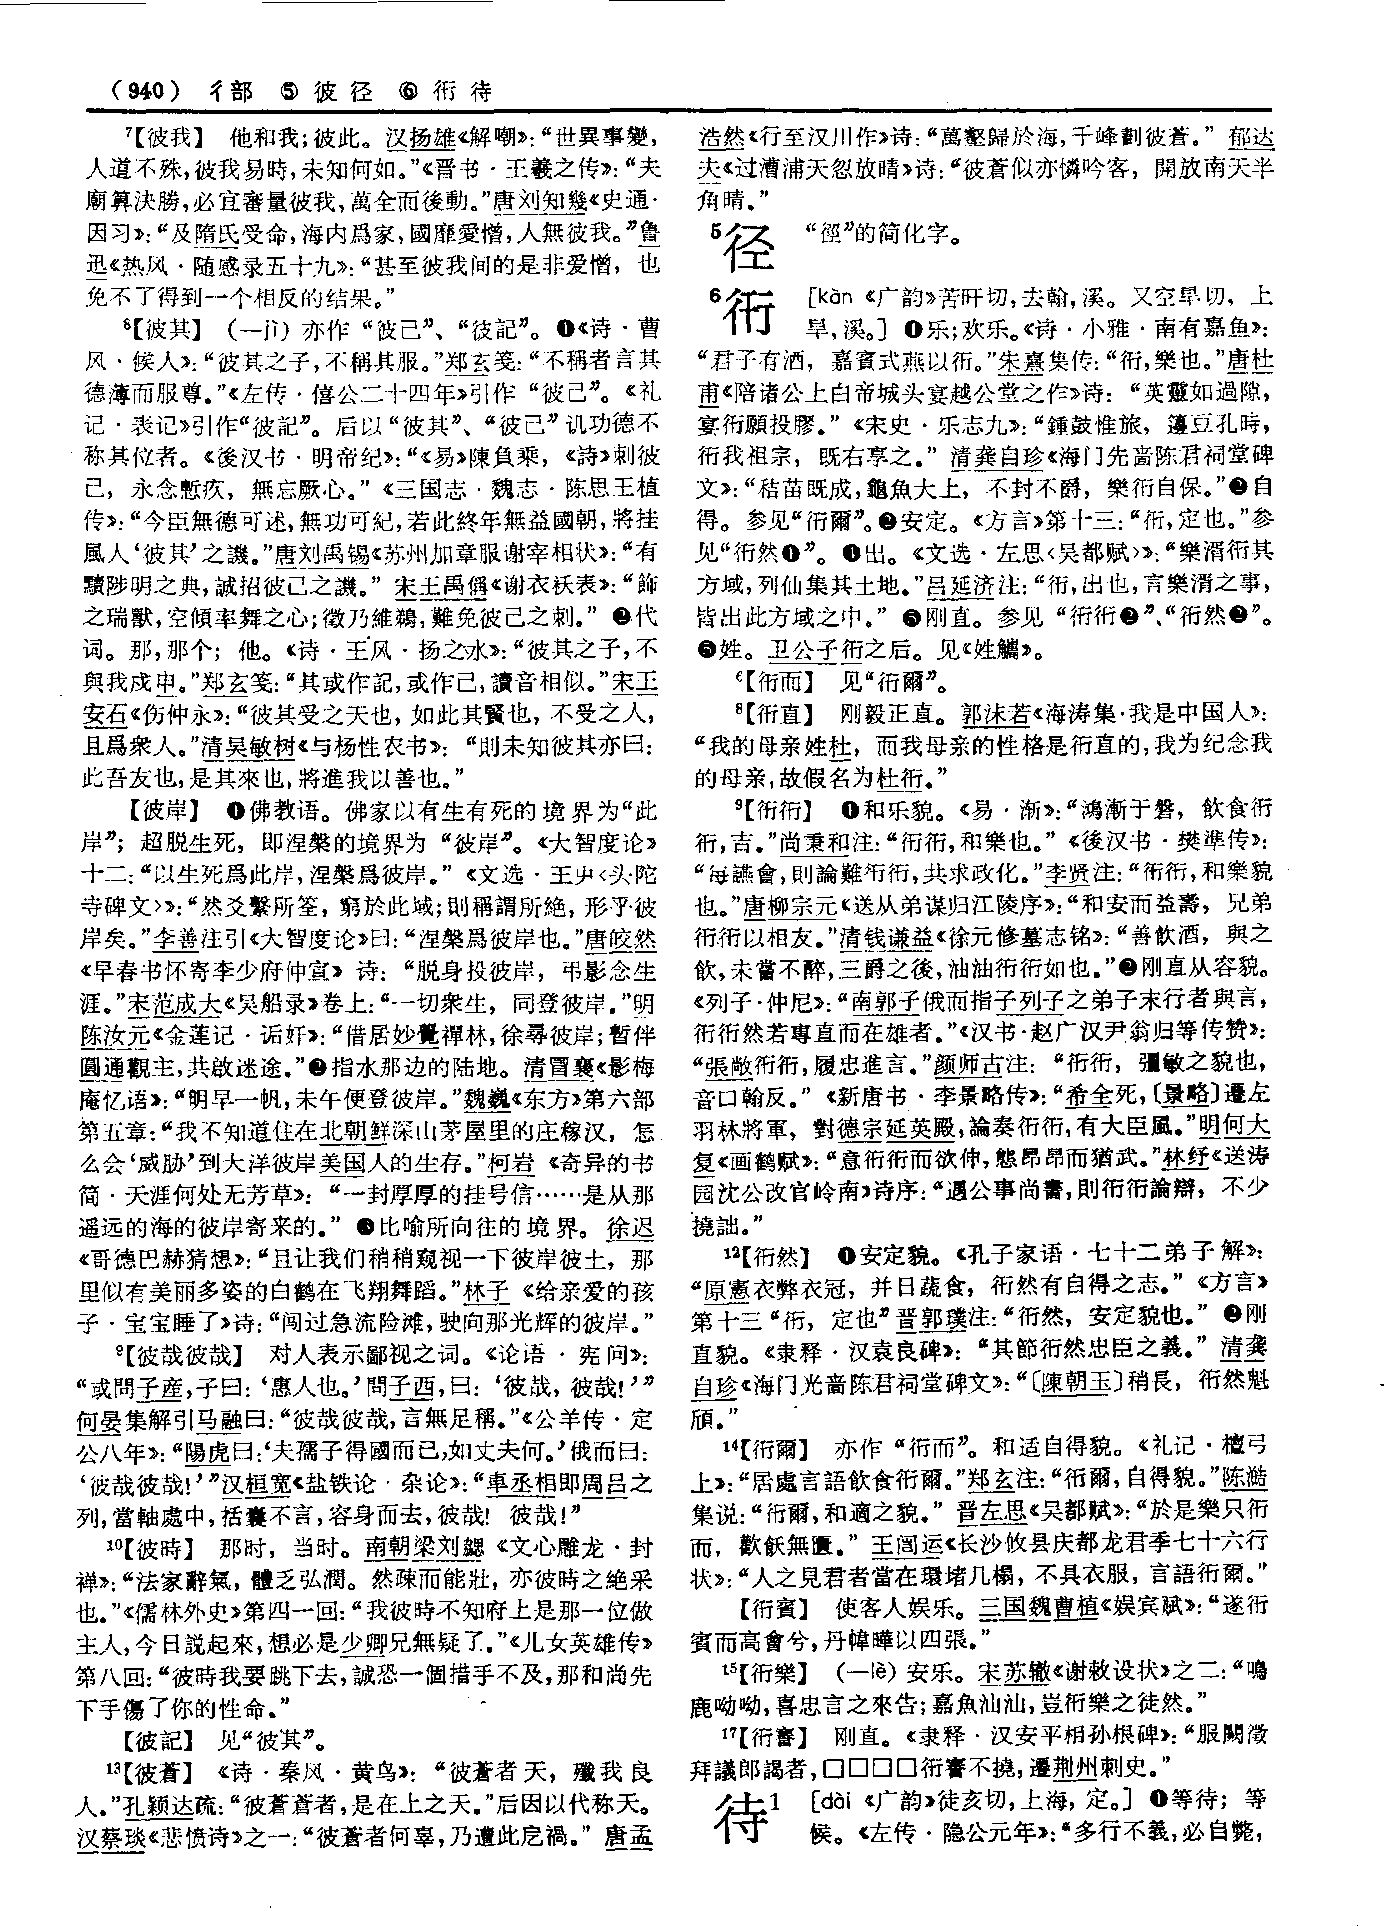 （940） 彳部 ⑤ 彼 径 ⑥ 衎 待
⁷【彼我】 他和我；彼此。汉扬雄《解嘲》：“世異事變，
人道不殊，彼我易時，未知何如。”《晋书·王羲之传》：“夫
廟算決勝，必宜審量彼我，萬全而後動。”唐刘知幾《史通·
因习》：“及隋氏受命，海内爲家，國靡愛憎，人無彼我。”鲁
迅《热风·随感录五十九》：“甚至彼我间的是非爱憎，也
免不了得到一个相反的结果。”
⁸【彼其】 （—jì）亦作“彼己”、“彼記”。❶《诗·曹
风·候人》：“彼其之子，不稱其服。”郑玄笺：“不稱者言其
德薄而服尊。”《左传·僖公二十四年》引作“彼己”。《礼
记·表记》引作“彼記”。后以“彼其”、“彼己”讥功德不
称其位者。《後汉书·明帝纪》：“《易》陳負乘，《詩》刺彼
己，永念慙疚，無忘厥心。”《三国志·魏志·陈思王植
传》：“今臣無德可述，無功可紀，若此終年無益國朝，將挂
風人‘彼其’之譏。”唐刘禹锡《苏州加章服谢宰相状》：“有
黷陟明之典，誠招彼己之譏。” 宋王禹偁《谢衣袄表》：“飾
之瑞獸，空傾率舞之心；徵乃維鵜，難免彼己之刺。” ❷代
词。那，那个；他。《诗·王风·扬之水》：“彼其之子，不
與我戍申。”郑玄笺：“其或作記，或作己，讀音相似。”宋王
安石《伤仲永》：“彼其受之天也，如此其賢也，不受之人，
且爲衆人。”清吴敏树《与杨性农书》：“則未知彼其亦曰：
此吾友也，是其來也，將進我以善也。”
【彼岸】 ❶佛教语。佛家以有生有死的境界为“此
岸”；超脱生死，即涅槃的境界为“彼岸”。《大智度论》
十二：“以生死爲此岸，涅槃爲彼岸。”《文选·王屮〈头陀
寺碑文〉》：“然爻繫所筌，窮於此域；則稱謂所絶，形乎彼
岸矣。”李善注引《大智度论》曰：“涅槃爲彼岸也。”唐皎然
《早春书怀寄李少府仲宣》诗：“脱身投彼岸，弔影念生
涯。”宋范成大《吴船录》卷上：“一切衆生，同登彼岸。”明
陈汝元《金莲记·诟奸》：“借居妙覺禪林，徐尋彼岸；暫伴
圓通觀主，共啟迷途。”❷指水那边的陆地。清冒襄《影梅
庵忆语》：“明早一帆，未午便登彼岸。”魏巍《东方》第六部
第五章：“我不知道住在北朝鲜深山茅屋里的庄稼汉，怎
么会‘威胁’到大洋彼岸美国人的生存。”柯岩《奇异的书
简·天涯何处无芳草》：“一封厚厚的挂号信……是从那
遥远的海的彼岸寄来的。” ❸比喻所向往的境界。徐迟
《哥德巴赫猜想》：“且让我们稍稍窥视一下彼岸彼土，那
里似有美丽多姿的白鹤在飞翔舞蹈。”林子《给亲爱的孩
子·宝宝睡了》诗：“闯过急流险滩，驶向那光辉的彼岸。”
⁹【彼哉彼哉】 对人表示鄙视之词。《论语·宪问》：
“或問子産，子曰：‘惠人也。’問子西，曰：‘彼哉，彼哉！’”
何晏集解引马融曰：“彼哉彼哉，言無足稱。”《公羊传·定
公八年》：“陽虎曰：‘夫孺子得國而已，如丈夫何。’俄而曰：
‘彼哉彼哉！’”汉桓宽《盐铁论·杂论》：“車丞相即周吕之
列，當軸處中，括囊不言，容身而去，彼哉！彼哉！”
¹⁰【彼時】 那时，当时。南朝梁刘勰《文心雕龙·封
禅》：“法家辭氣，體乏弘潤。然疎而能壯，亦彼時之絶采
也。”《儒林外史》第四一回：“我彼時不知府上是那一位做
主人，今日説起來，想必是少卿兄無疑了。”《儿女英雄传》
第八回：“彼時我要跳下去，誠恐一個措手不及，那和尚先
下手傷了你的性命。”
【彼記】 见“彼其”。
¹³【彼蒼】 《诗·秦风·黄鸟》：“彼蒼者天，殲我良
人。”孔颖达疏：“彼蒼蒼者，是在上之天。”后因以代称天。
汉蔡琰《悲愤诗》之一：“彼蒼者何辜，乃遭此戹禍。” 唐孟
浩然《行至汉川作》诗：“萬壑歸於海，千峰劃彼蒼。” 郁达
夫《过漕浦天忽放晴》诗：“彼蒼似亦憐吟客，開放南天半
角晴。”
⁵径 “徑”的简化字。
⁶衎 [kàn 《广韵》苦旰切，去翰，溪。又空旱切，上
旱，溪。] ❶乐；欢乐。《诗·小雅·南有嘉鱼》：
“君子有酒，嘉賓式燕以衎。”朱熹集传：“衎，樂也。”唐杜
甫《陪诸公上白帝城头宴越公堂之作》诗：“英靈如過隙，
宴衎願投膠。”《宋史·乐志九》：“鍾鼓惟旅，籩豆孔時，
衎我祖宗，既右享之。” 清龚自珍《海门先啬陈君祠堂碑
文》：“秸苗既成，龜魚大上，不封不爵，樂衎自保。”❷自
得。参见“衎爾”。❷安定。《方言》第十三：“衎，定也。”参
见“衎然❶”。❶出。《文选·左思〈吴都赋〉》：“樂湑衎其
方域，列仙集其土地。”吕延济注：“衎，出也，言樂湑之事，
皆出此方域之中。” ❺刚直。参见“衎衎❷”、“衎然❷”。
❺姓。卫公子衎之后。见《姓觿》。
⁶【衎而】 见“衎爾”。
⁸【衎直】 刚毅正直。郭沫若《海涛集·我是中国人》：
“我的母亲姓杜，而我母亲的性格是衎直的，我为纪念我
的母亲，故假名为杜衎。”
⁹【衎衎】 ❶和乐貌。《易·渐》：“鴻漸于磐，飲食衎
衎，吉。”尚秉和注：“衎衎，和樂也。”《後汉书·樊準传》：
“每讌會，則論難衎衎，共求政化。”李贤注：“衎衎，和樂貌
也。”唐柳宗元《送从弟谋归江陵序》：“和安而益壽，兄弟
衎衎以相友。”清钱谦益《徐元修墓志铭》：“善飲酒，與之
飲，未嘗不醉，三爵之後，油油衎衎如也。”❷刚直从容貌。
《列子·仲尼》：“南郭子俄而指子列子之弟子末行者與言，
衎衎然若專直而在雄者。”《汉书·赵广汉尹翁归等传赞》：
“張敞衎衎，履忠進言。”颜师古注：“衎衎，彊敏之貌也，
音口翰反。”《新唐书·李景略传》：“希全死，〔景略〕遷左
羽林將軍，對德宗延英殿，論奏衎衎，有大臣風。”明何大
复《画鹤赋》：“意衎衎而欲仲，態昂昂而猶武。”林纾《送涛
园沈公改官岭南》诗序：“遇公事尚書，則衎衎論辯，不少
撓詘。”
¹²【衎然】 ❶安定貌。《孔子家语·七十二弟子解》：
“原憲衣弊衣冠，并日蔬食，衎然有自得之志。”《方言》
第十三“衎，定也”晋郭璞注：“衎然，安定貌也。” ❷刚
直貌。《隶释·汉袁良碑》：“其節衎然忠臣之義。” 清龚
自珍《海门光啬陈君祠堂碑文》：“〔陳朝玉〕稍長，衎然魁
頎。”
¹⁴【衎爾】 亦作“衎而”。和适自得貌。《礼记·檀弓
上》：“居處言語飲食衎爾。”郑玄注：“衎爾，自得貌。”陈澔
集说：“衎爾，和適之貌。” 晋左思《吴都赋》：“於是樂只衎
而，歡飫無匱。” 王闿运《长沙攸县庆都龙君季七十六行
状》：“人之見君者當在環堵几榻，不具衣服，言語衎爾。”
【衎賓】 使客人娱乐。三国魏曹植《娱宾赋》：“遂衎
賓而高會兮，丹幃曄以四張。”
¹⁵【衎樂】 （—lè）安乐。宋苏辙《谢敕设状》之二：“鳴
鹿呦呦，喜忠言之來告；嘉魚汕汕，豈衎樂之徒然。”
¹⁷【衎謇】 刚直。《隶释·汉安平相孙根碑》：“服闋徵
拜議郎謁者，□□□□衎謇不撓，遷荆州刺史。”
待¹ [dài 《广韵》徒亥切，上海，定。] ❶等待；等
候。《左传·隐公元年》：“多行不義，必自斃，